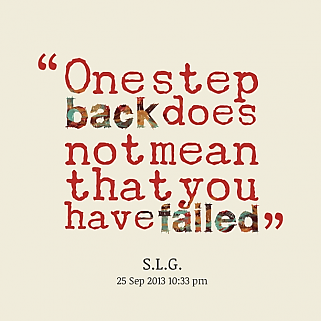 “One step
back does
not mean
that you
have failed”
S.L.G.
25 Sep 2013 10:33 pm